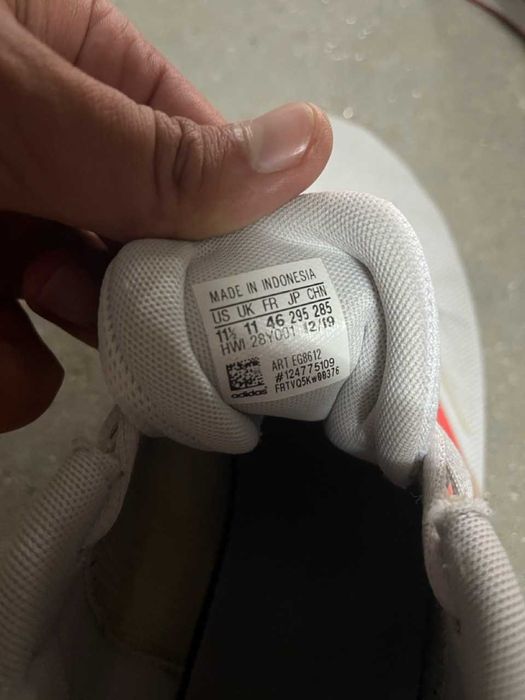 MADE IN INDONESIA
US UK FR JP CHN
11½ 11 46 295 285
HWI 28Y001 12/19
ART EG8612
#124775109
FRTVQ5Kw00376
adidas